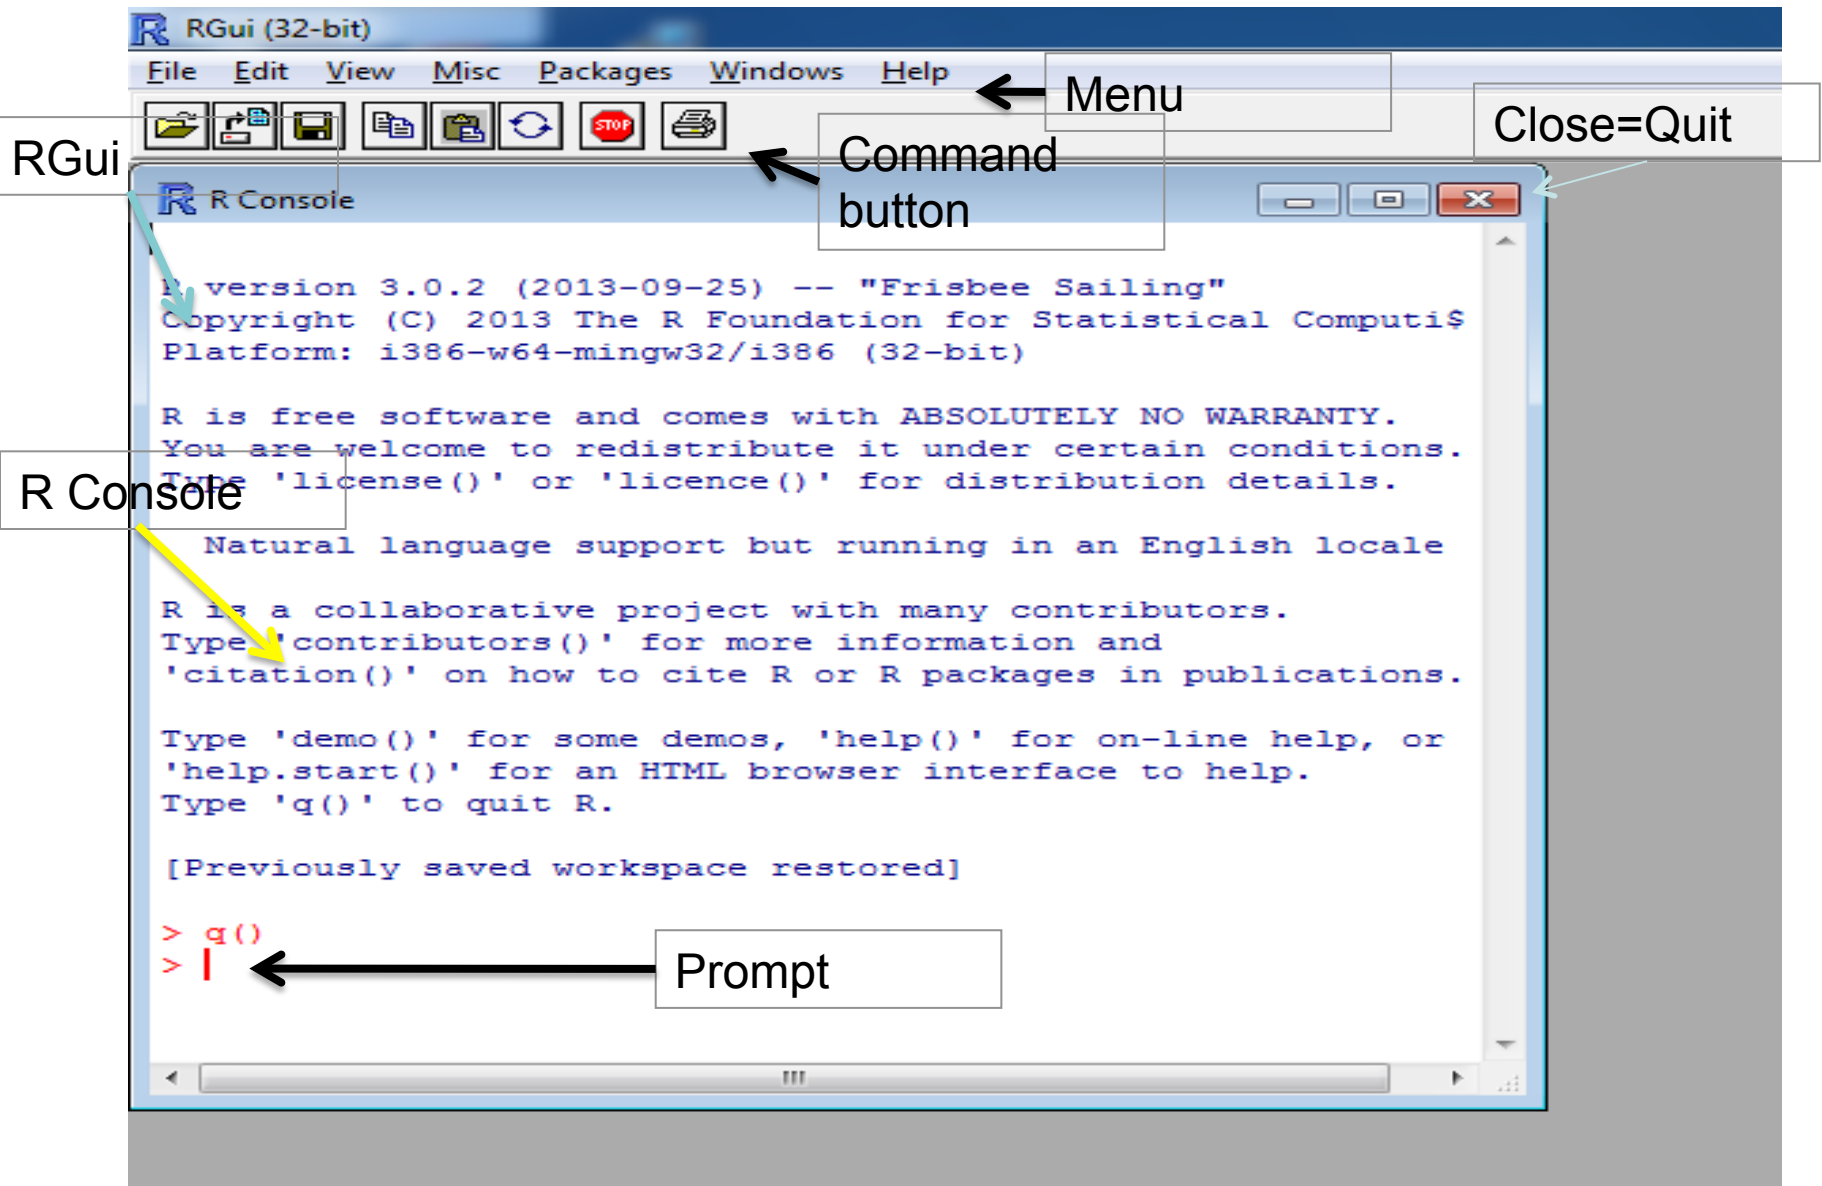 RGui (32-bit)
File Edit View Misc Packages Windows Help
Menu
Close=Quit
STOP
RGui
Command
button
R Console
R version 3.0.2 (2013-09-25) -- "Frisbee Sailing"
Copyright (C) 2013 The R Foundation for Statistical Computi$
Platform: i386-w64-mingw32/i386 (32-bit)
R is free software and comes with ABSOLUTELY NO WARRANTY.
You are welcome to redistribute it under certain conditions.
Type 'license()' or 'licence()' for distribution details.
R Console
Natural language support but running in an English locale
R is a collaborative project with many contributors.
Type 'contributors()' for more information and
'citation()' on how to cite R or R packages in publications.
Type 'demo()' for some demos, 'help()' for on-line help, or
'help.start()' for an HTML browser interface to help.
Type 'q()' to quit R.
[Previously saved workspace restored]
> q()
>
Prompt